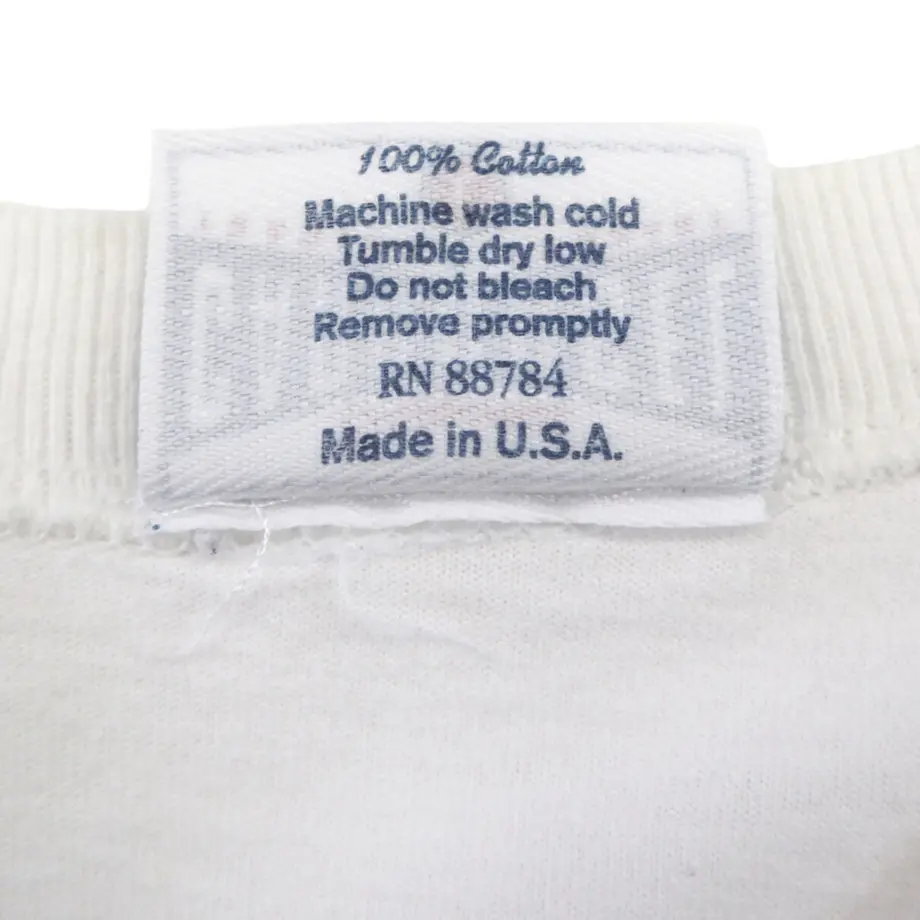 100% Cotton
Machine wash cold
Tumble dry low
Do not bleach
Remove promptly
RN 88784
Made in U.S.A.